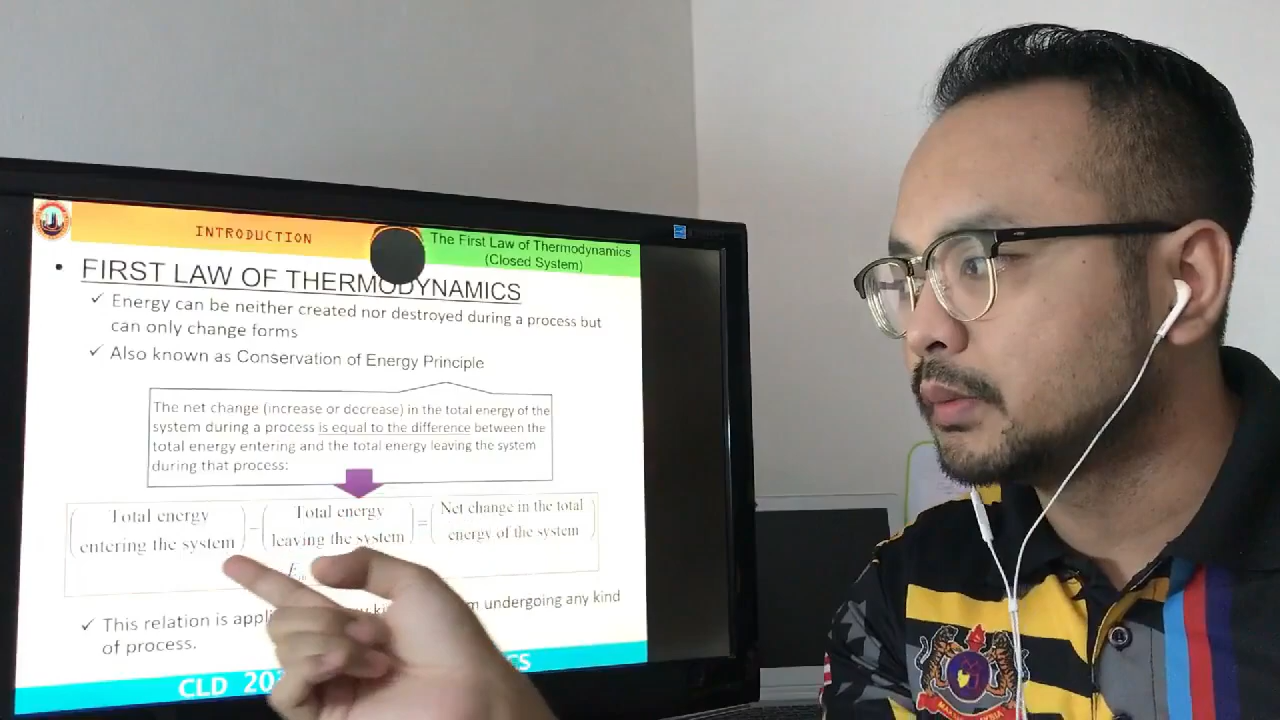 INTRODUCTION
The First Law of Thermodynamics
(Closed System)
• FIRST LAW OF THERMODYNAMICS
✓ Energy can be neither created nor destroyed during a process but
can only change forms
✓ Also known as Conservation of Energy Principle
The net change (increase or decrease) in the total energy of the
system during a process is equal to the difference between the
total energy entering and the total energy leaving the system
during that process:
Total energy
entering the system
−
Total energy
leaving the system
=
Net change in the total
energy of the system
✓ This relation is undergoing any kind
of process.
CLD